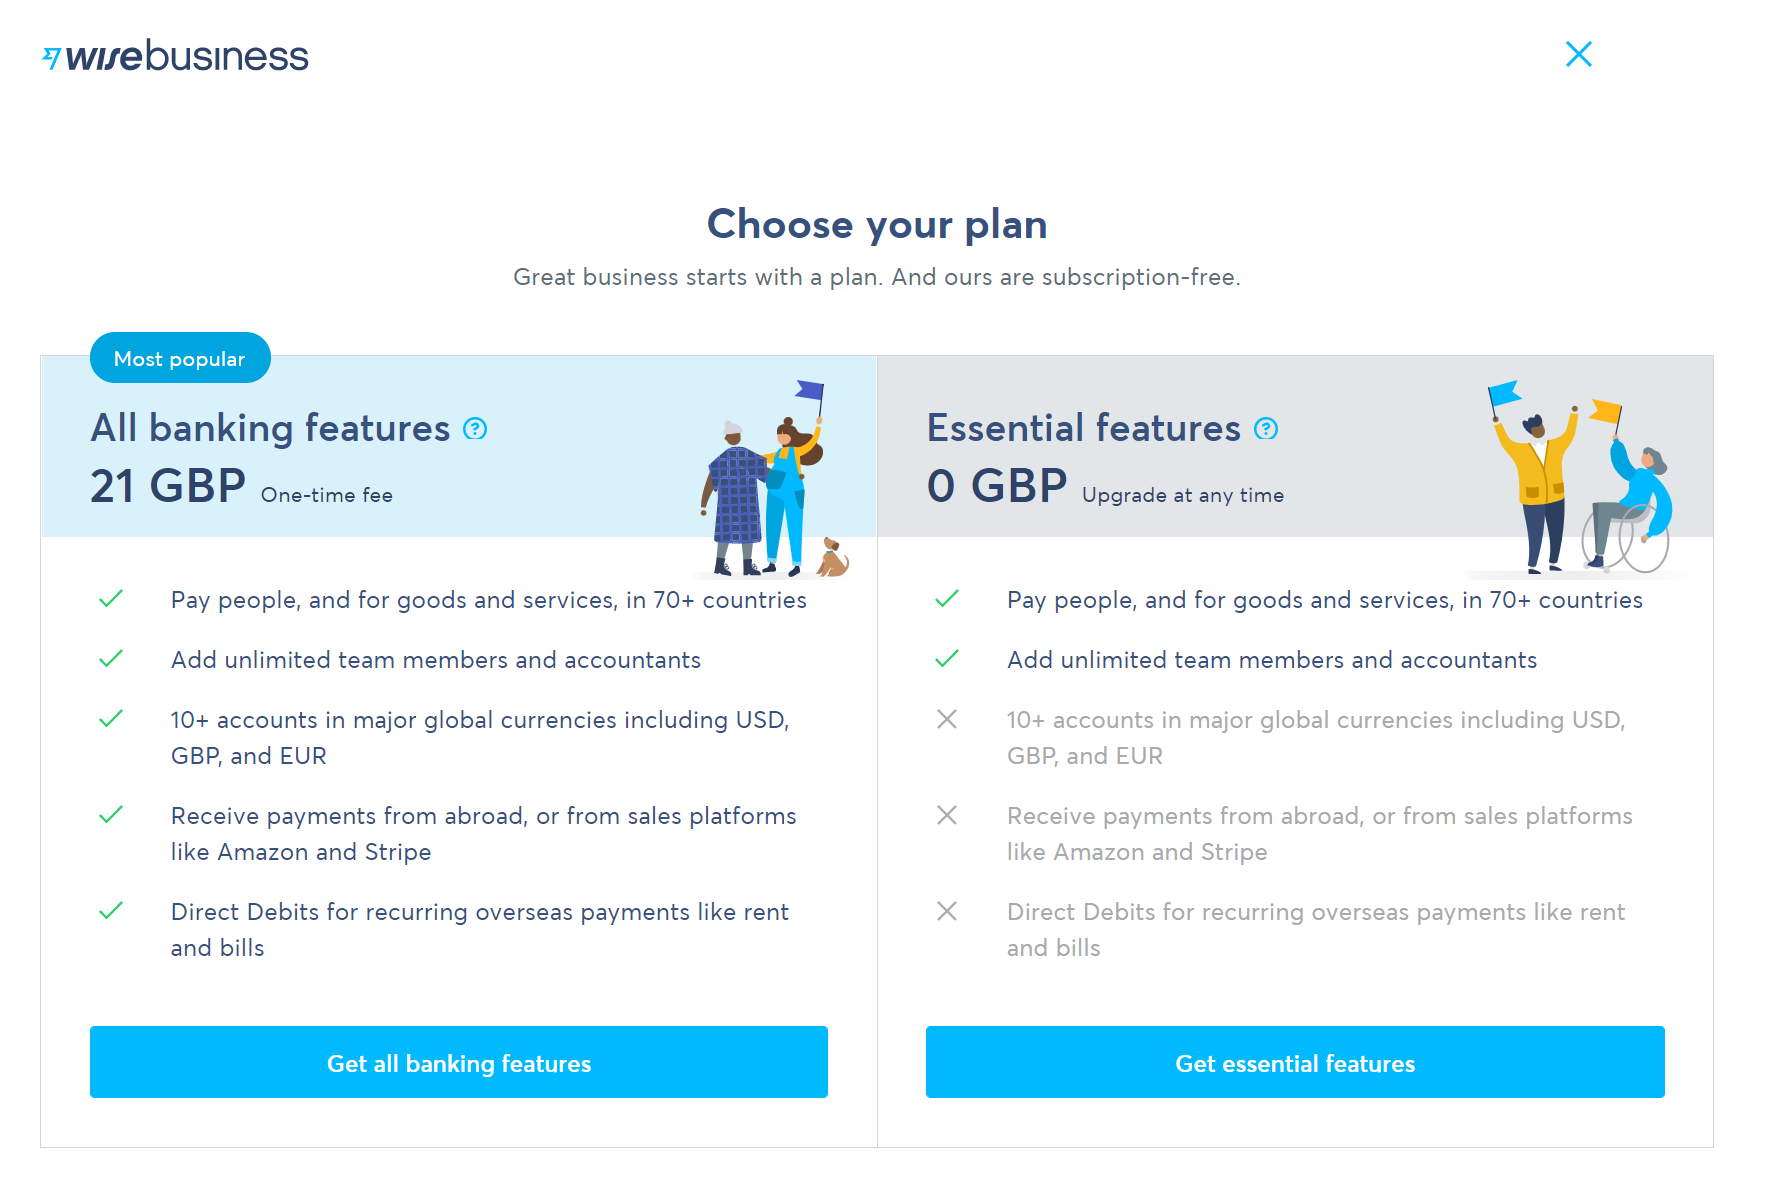 wise business
Choose your plan
Great business starts with a plan. And ours are subscription-free.
Most popular
All banking features ?
21 GBP One-time fee
Pay people, and for goods and services, in 70+ countries
Add unlimited team members and accountants
10+ accounts in major global currencies including USD,
GBP, and EUR
Receive payments from abroad, or from sales platforms
like Amazon and Stripe
Direct Debits for recurring overseas payments like rent
and bills
Get all banking features
Essential features ?
0 GBP Upgrade at any time
Pay people, and for goods and services, in 70+ countries
Add unlimited team members and accountants
10+ accounts in major global currencies including USD,
GBP, and EUR
Receive payments from abroad, or from sales platforms
like Amazon and Stripe
Direct Debits for recurring overseas payments like rent
and bills
Get essential features